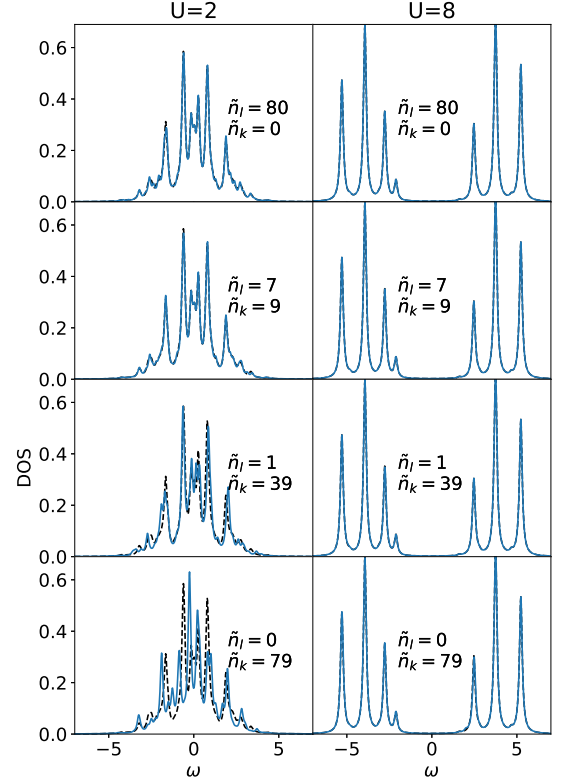 U=2 U=8
0.6
0.4
ñ_l = 80 ñ_l = 80
ñ_k = 0 ñ_k = 0
0.2
0.0
0.6
0.4
ñ_l = 7 ñ_l = 7
ñ_k = 9 ñ_k = 9
0.2
0.0
0.6
0.4
ñ_l = 1 ñ_l = 1
ñ_k = 39 ñ_k = 39
0.2
0.0
DOS
0.6
0.4
ñ_l = 0 ñ_l = 0
ñ_k = 79 ñ_k = 79
0.2
0.0
−5 0 5 −5 0 5
ω ω